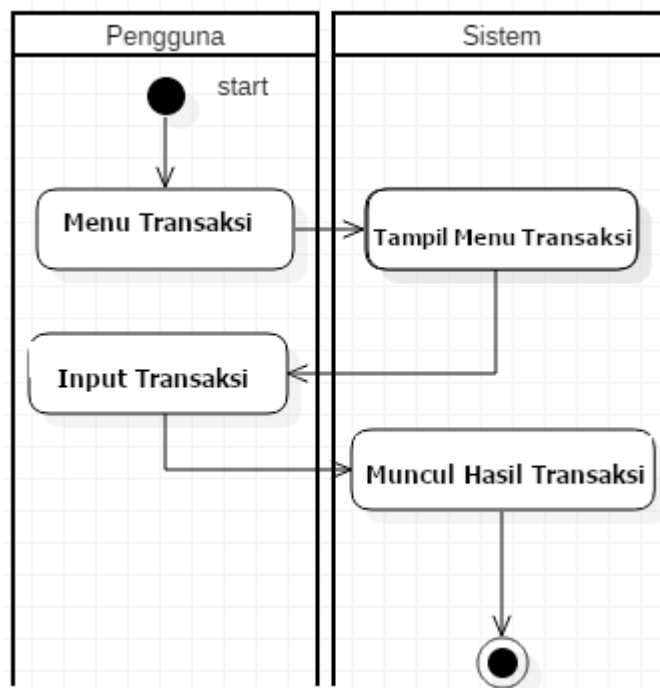 Pengguna
Sistem
start
Menu Transaksi
Tampil Menu Transaksi
Input Transaksi
Muncul Hasil Transaksi